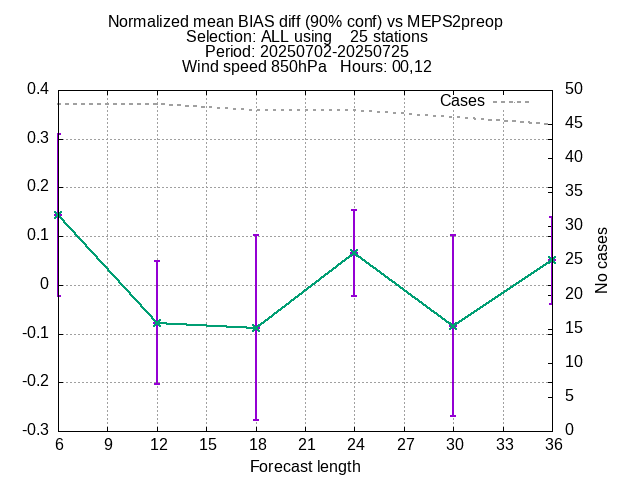 Normalized mean BIAS diff (90% conf) vs MEPS2preop
Selection: ALL using    25 stations
Period: 20250702-20250725
Wind speed 850hPa   Hours: 00,12
0.4
0.3
0.2
0.1
0
-0.1
-0.2
-0.3
Cases
50
45
40
35
30
25
20
15
10
5
0
No cases
6 9 12 15 18 21 24 27 30 33 36
Forecast length